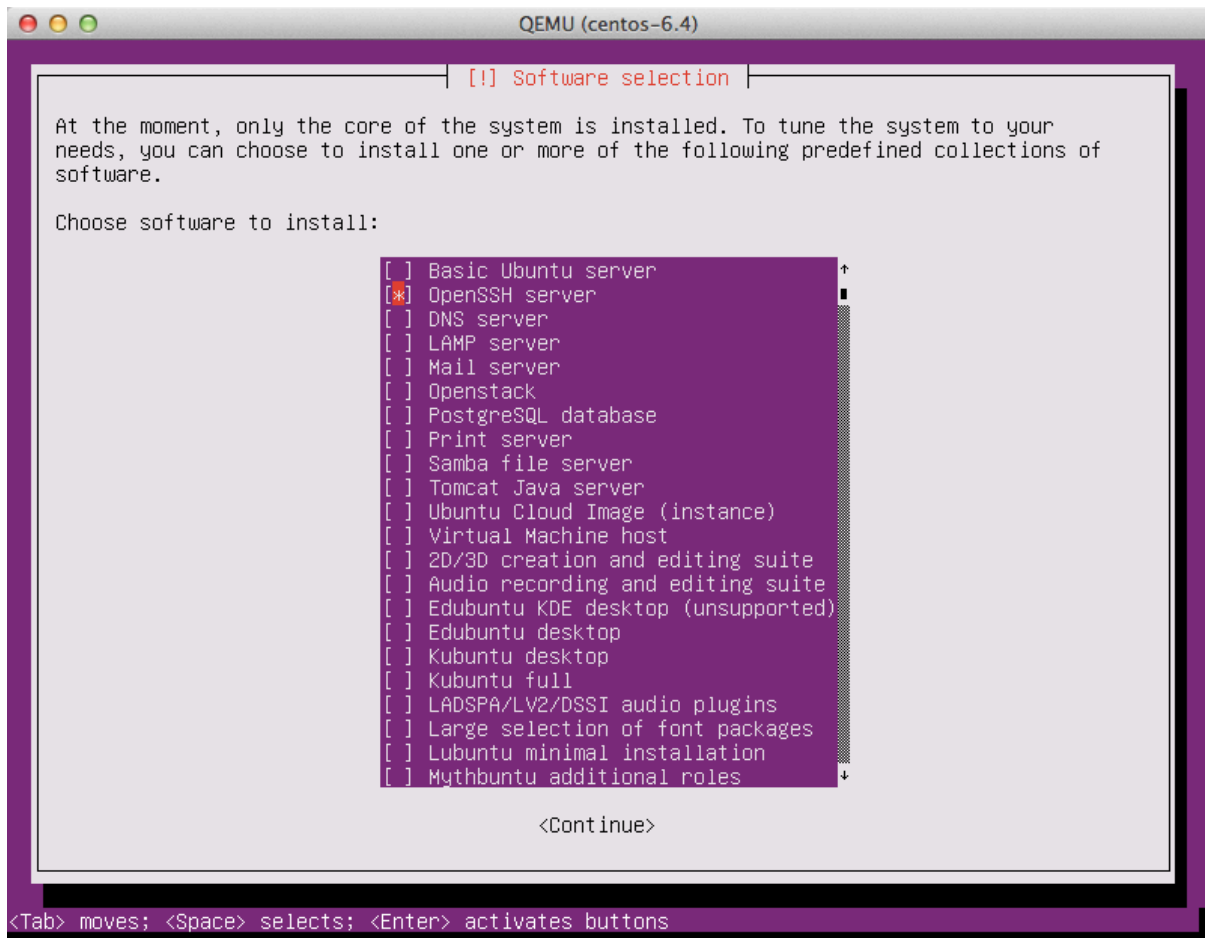 QEMU (centos-6.4)
[!] Software selection
At the moment, only the core of the system is installed. To tune the system to your
needs, you can choose to install one or more of the following predefined collections of
software.
Choose software to install:
[ ] Basic Ubuntu server
[*] OpenSSH server
[ ] DNS server
[ ] LAMP server
[ ] Mail server
[ ] Openstack
[ ] PostgreSQL database
[ ] Print server
[ ] Samba file server
[ ] Tomcat Java server
[ ] Ubuntu Cloud Image (instance)
[ ] Virtual Machine host
[ ] 2D/3D creation and editing suite
[ ] Audio recording and editing suite
[ ] Edubuntu KDE desktop (unsupported)
[ ] Edubuntu desktop
[ ] Kubuntu desktop
[ ] Kubuntu full
[ ] LADSPA/LV2/DSSI audio plugins
[ ] Large selection of font packages
[ ] Lubuntu minimal installation
[ ] Mythbuntu additional roles
<Continue>
<Tab> moves; <Space> selects; <Enter> activates buttons